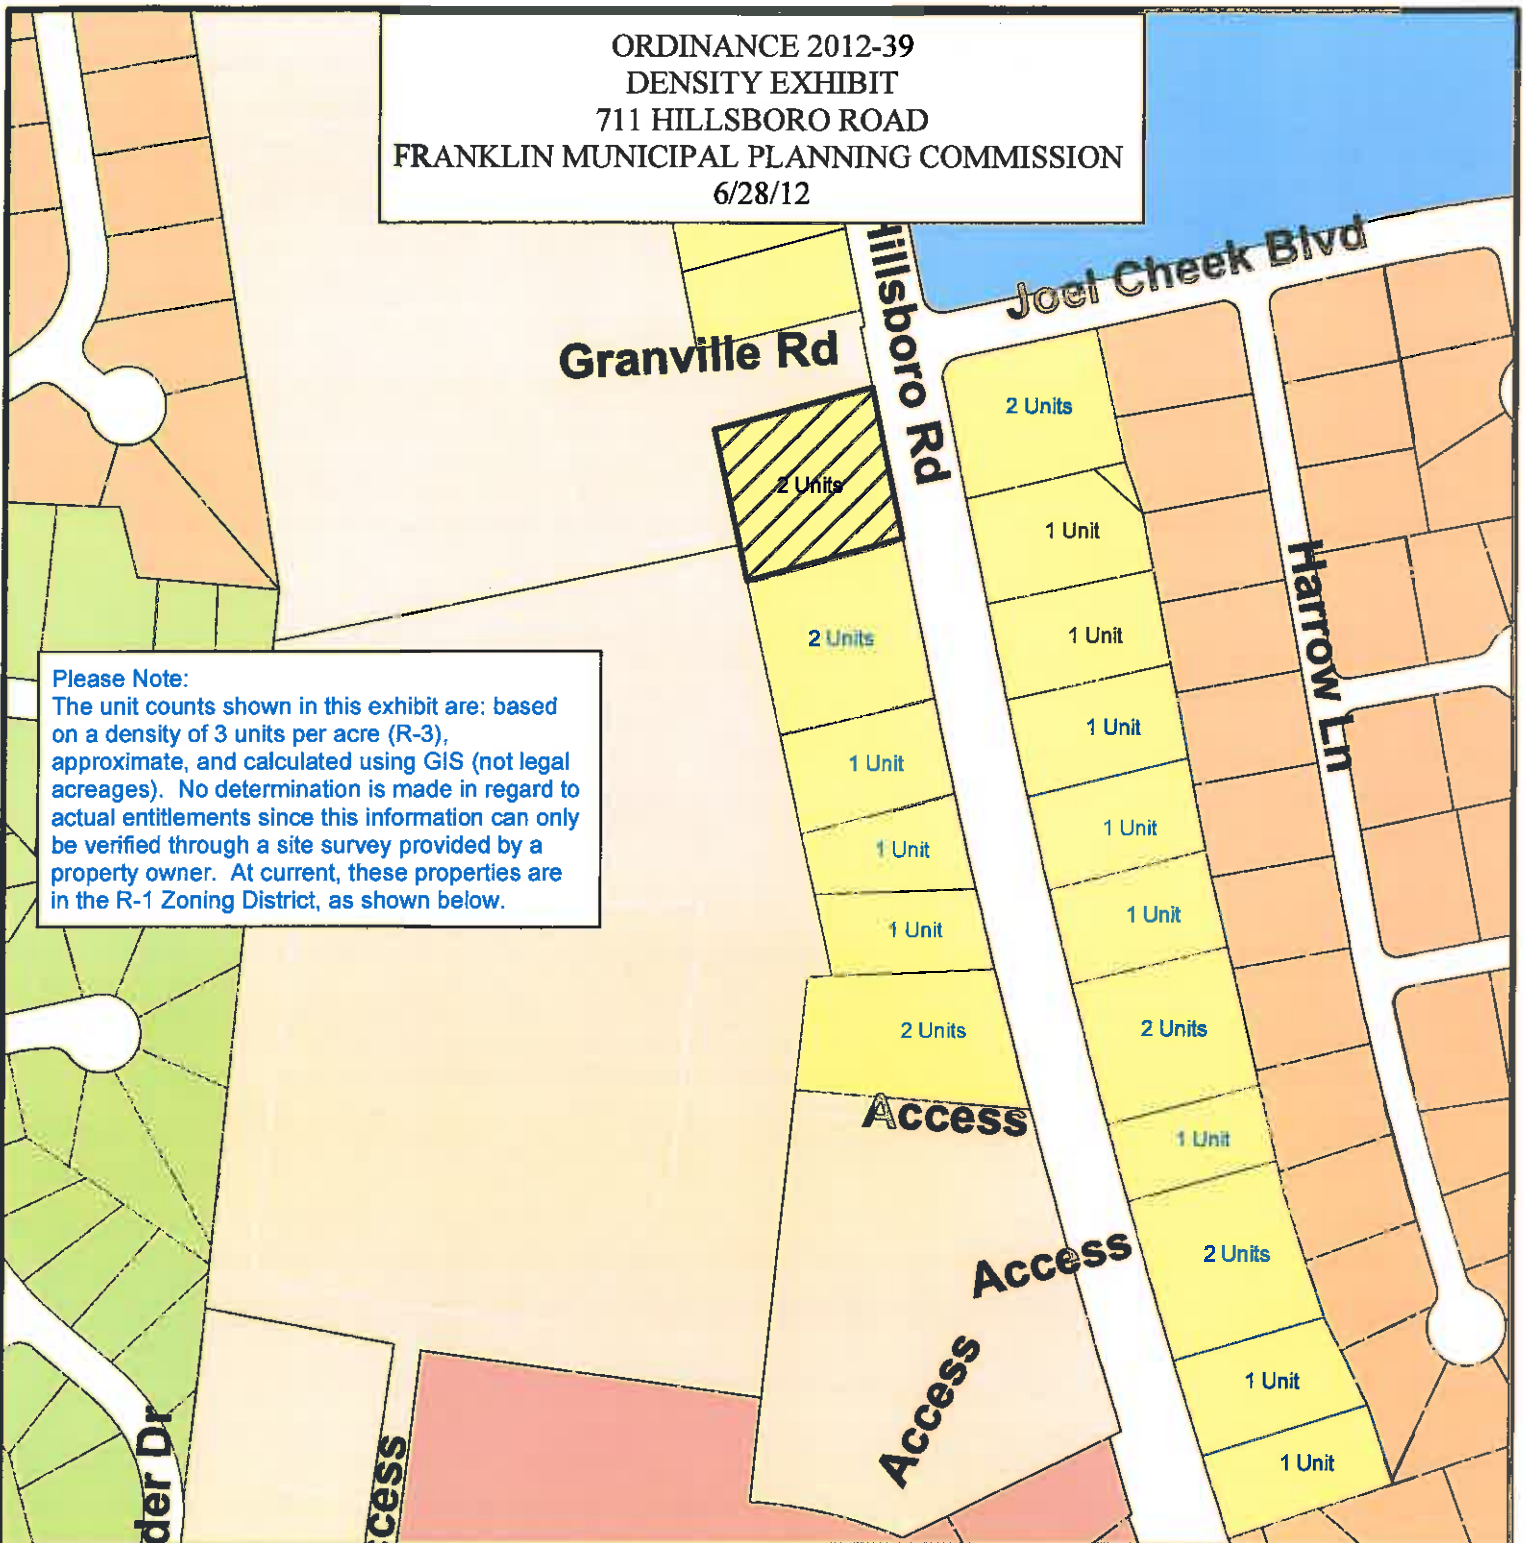 ORDINANCE 2012-39
DENSITY EXHIBIT
711 HILLSBORO ROAD
FRANKLIN MUNICIPAL PLANNING COMMISSION
6/28/12
Hillsboro Rd
Joel Cheek Blvd
Granville Rd
2 Units
2 Units
1 Unit
Harrow Ln
1 Unit
2 Units
Please Note:
The unit counts shown in this exhibit are: based
on a density of 3 units per acre (R-3),
approximate, and calculated using GIS (not legal
acreages). No determination is made in regard to
actual entitlements since this information can only
be verified through a site survey provided by a
property owner. At current, these properties are
in the R-1 Zoning District, as shown below.
1 Unit
1 Unit
1 Unit
1 Unit
1 Unit
1 Unit
2 Units
2 Units
Access
1 Unit
Access
2 Units
Access
1 Unit
1 Unit
der Dr
ccess